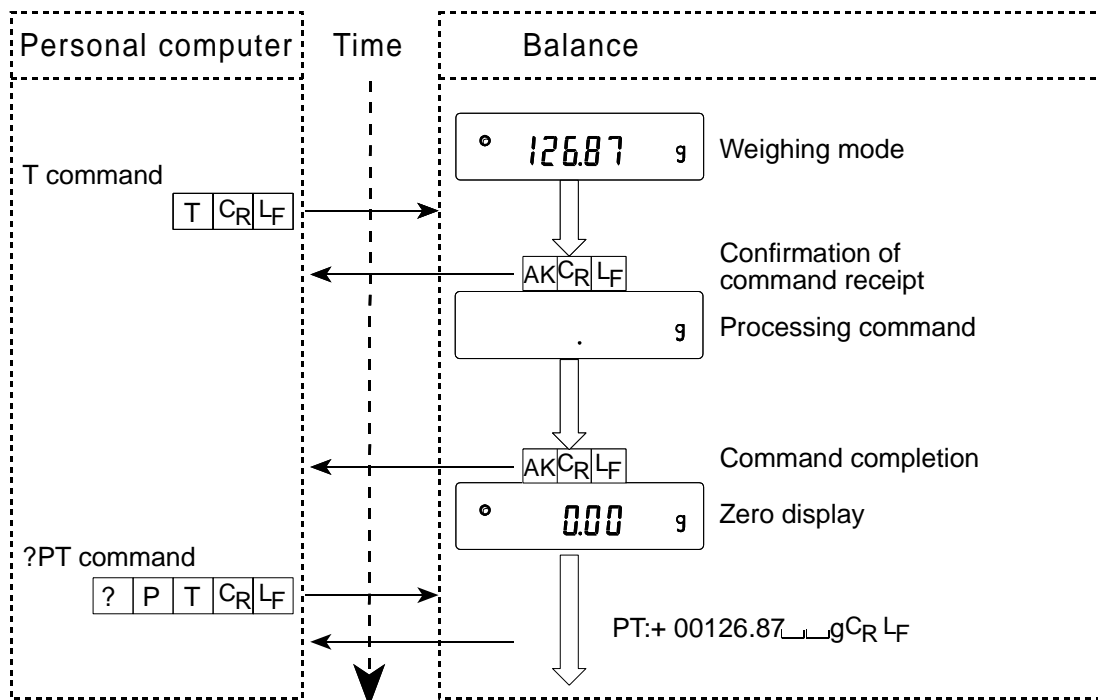 Personal computer
Time
Balance
126.87 g
Weighing mode
T command
T CR LF
AK CR LF
Confirmation of
command receipt
. g
Processing command
AK CR LF
Command completion
0.00 g
Zero display
?PT command
? P T CR LF
PT:+ 00126.87␣␣gCR LF